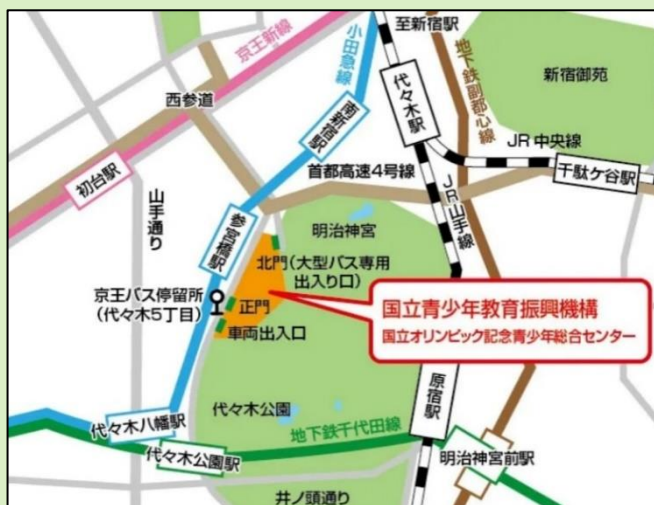 至新宿駅
京王新線
小田急線
地下鉄副都心線
新宿御苑
代々木駅
西参道
南新宿駅
JR中央線
初台駅
首都高速4号線
千駄ケ谷駅
山手通り
JR山手線
参宮橋駅
明治神宮
北門(大型バス専用
出入り口)
京王バス停留所
(代々木5丁目)
正門
国立青少年教育振興機構
国立オリンピック記念青少年総合センター
車両出入口
原宿駅
代々木公園
代々木八幡駅
地下鉄千代田線
代々木公園駅
明治神宮前駅
井ノ頭通り